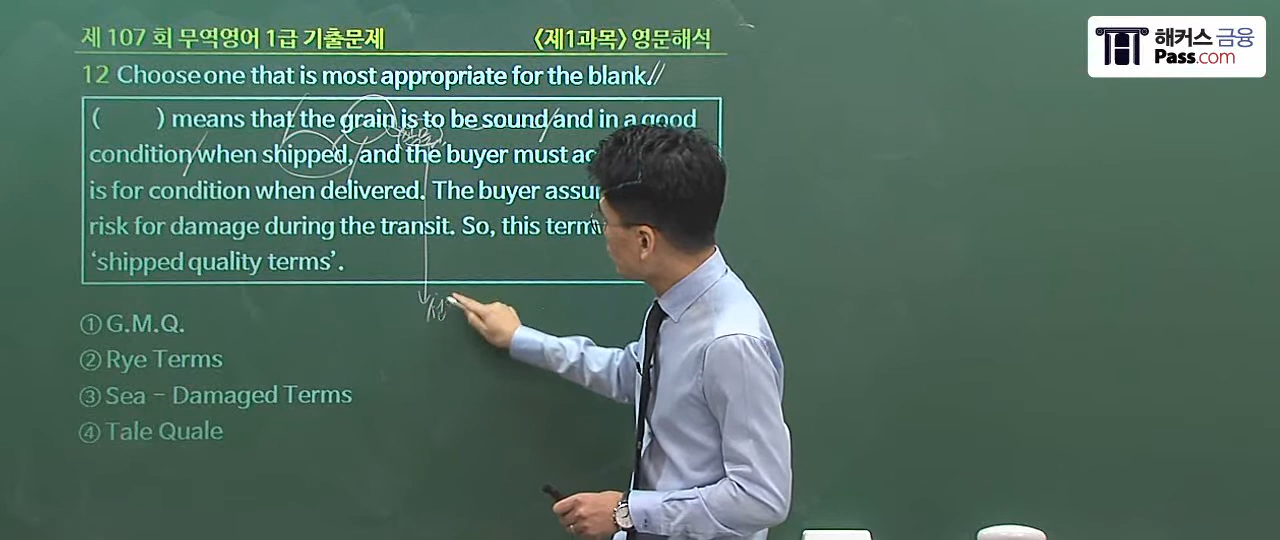 제 107 회 무역영어 1급 기출문제 〈제1과목〉 영문해석
해커스 금융
Pass.com
12 Choose one that is most appropriate for the blank.
( ) means that the grain is to be sound and in a good
condition when shipped, and the buyer must
is for condition when delivered. The buyer
risk for damage during the transit. So, this term
‘shipped quality terms’.
① G.M.Q.
② Rye Terms
③ Sea - Damaged Terms
④ Tale Quale